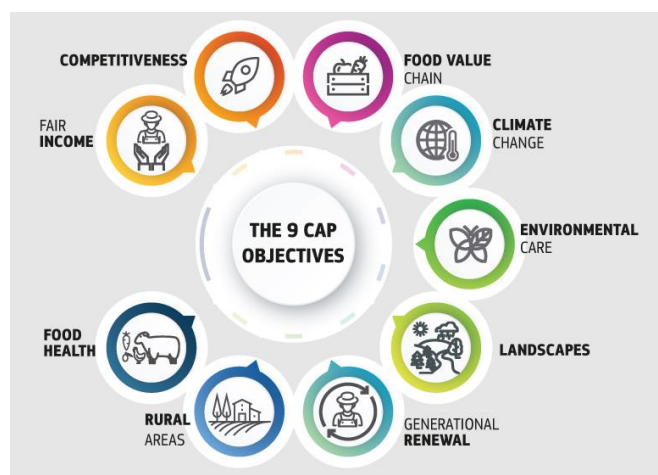 COMPETITIVENESS
FOOD VALUE
CHAIN
FAIR
INCOME
CLIMATE
CHANGE
THE 9 CAP
OBJECTIVES
ENVIRONMENTAL
CARE
FOOD
HEALTH
LANDSCAPES
RURAL
AREAS
GENERATIONAL
RENEWAL